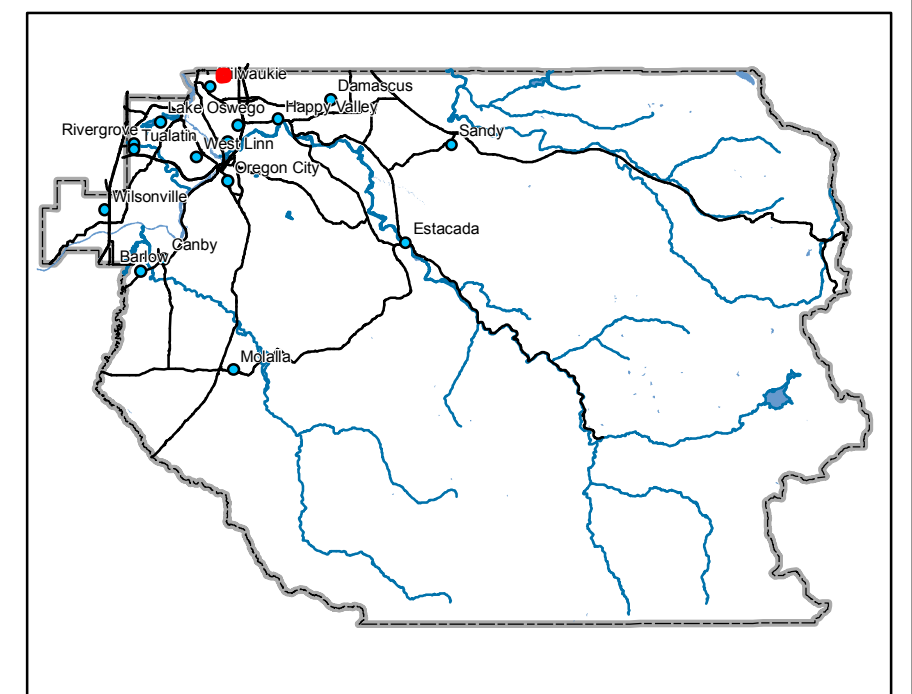 ilwaukie
Damascus
Lake Oswego
Happy Valley
Rivergrove
Tualatin
West Linn
Sandy
Oregon City
Wilsonville
Estacada
Canby
Barlow
Molalla